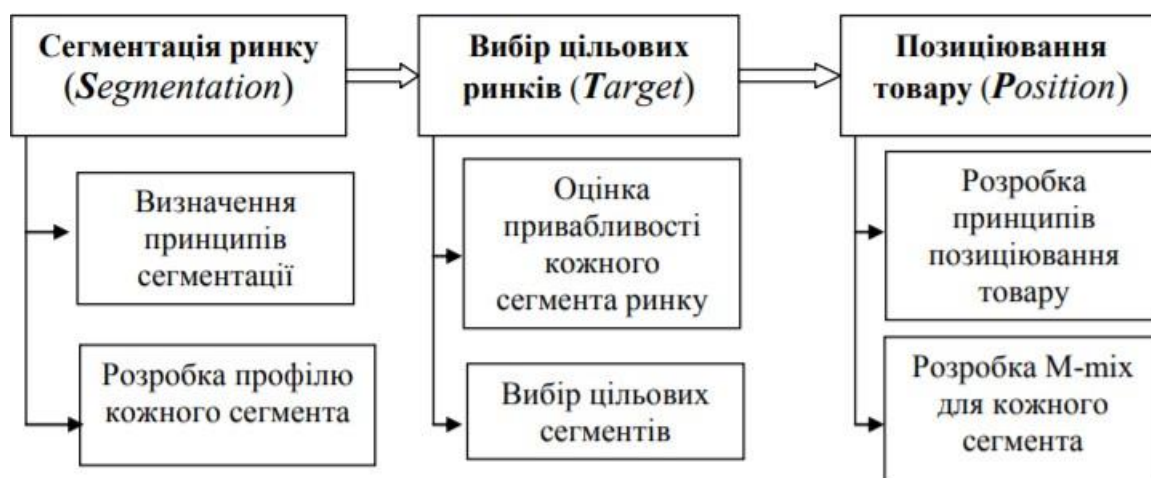 Сегментація ринку
(Segmentation)
Визначення
принципів
сегментації
Розробка профілю
кожного сегмента
Вибір цільових
ринків (Target)
Оцінка
привабливості
кожного
сегмента ринку
Вибір цільових
сегментів
Позиціювання
товару (Position)
Розробка
принципів
позиціювання
товару
Розробка M-mix
для кожного
сегмента